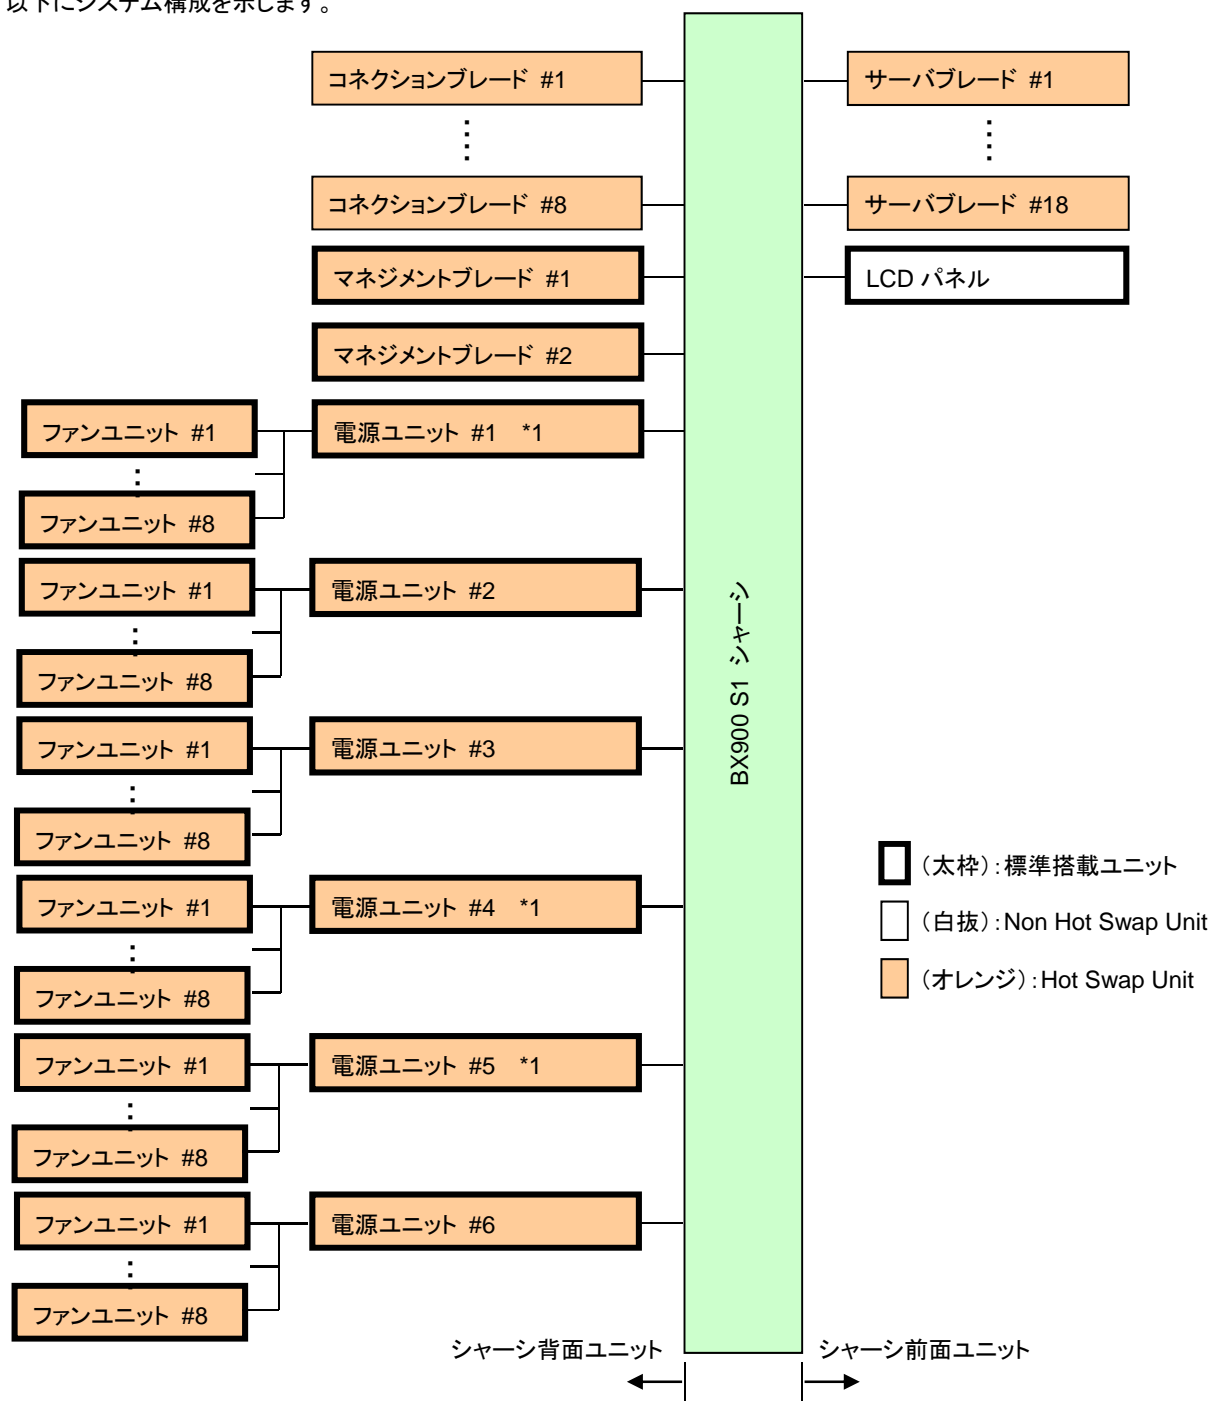 以下にシステム構成を示します。
コネクションブレード #1
サーバブレード #1
コネクションブレード #8
サーバブレード #18
マネジメントブレード #1
LCD パネル
マネジメントブレード #2
ファンユニット #1
電源ユニット #1 *1
ファンユニット #8
ファンユニット #1
電源ユニット #2
ファンユニット #8
ファンユニット #1
電源ユニット #3
ファンユニット #8
ファンユニット #1
電源ユニット #4 *1
ファンユニット #8
ファンユニット #1
電源ユニット #5 *1
ファンユニット #8
ファンユニット #1
電源ユニット #6
ファンユニット #8
BX900 S1 シャーシ
(太枠):標準搭載ユニット
(白抜):Non Hot Swap Unit
(オレンジ):Hot Swap Unit
シャーシ背面ユニット
シャーシ前面ユニット